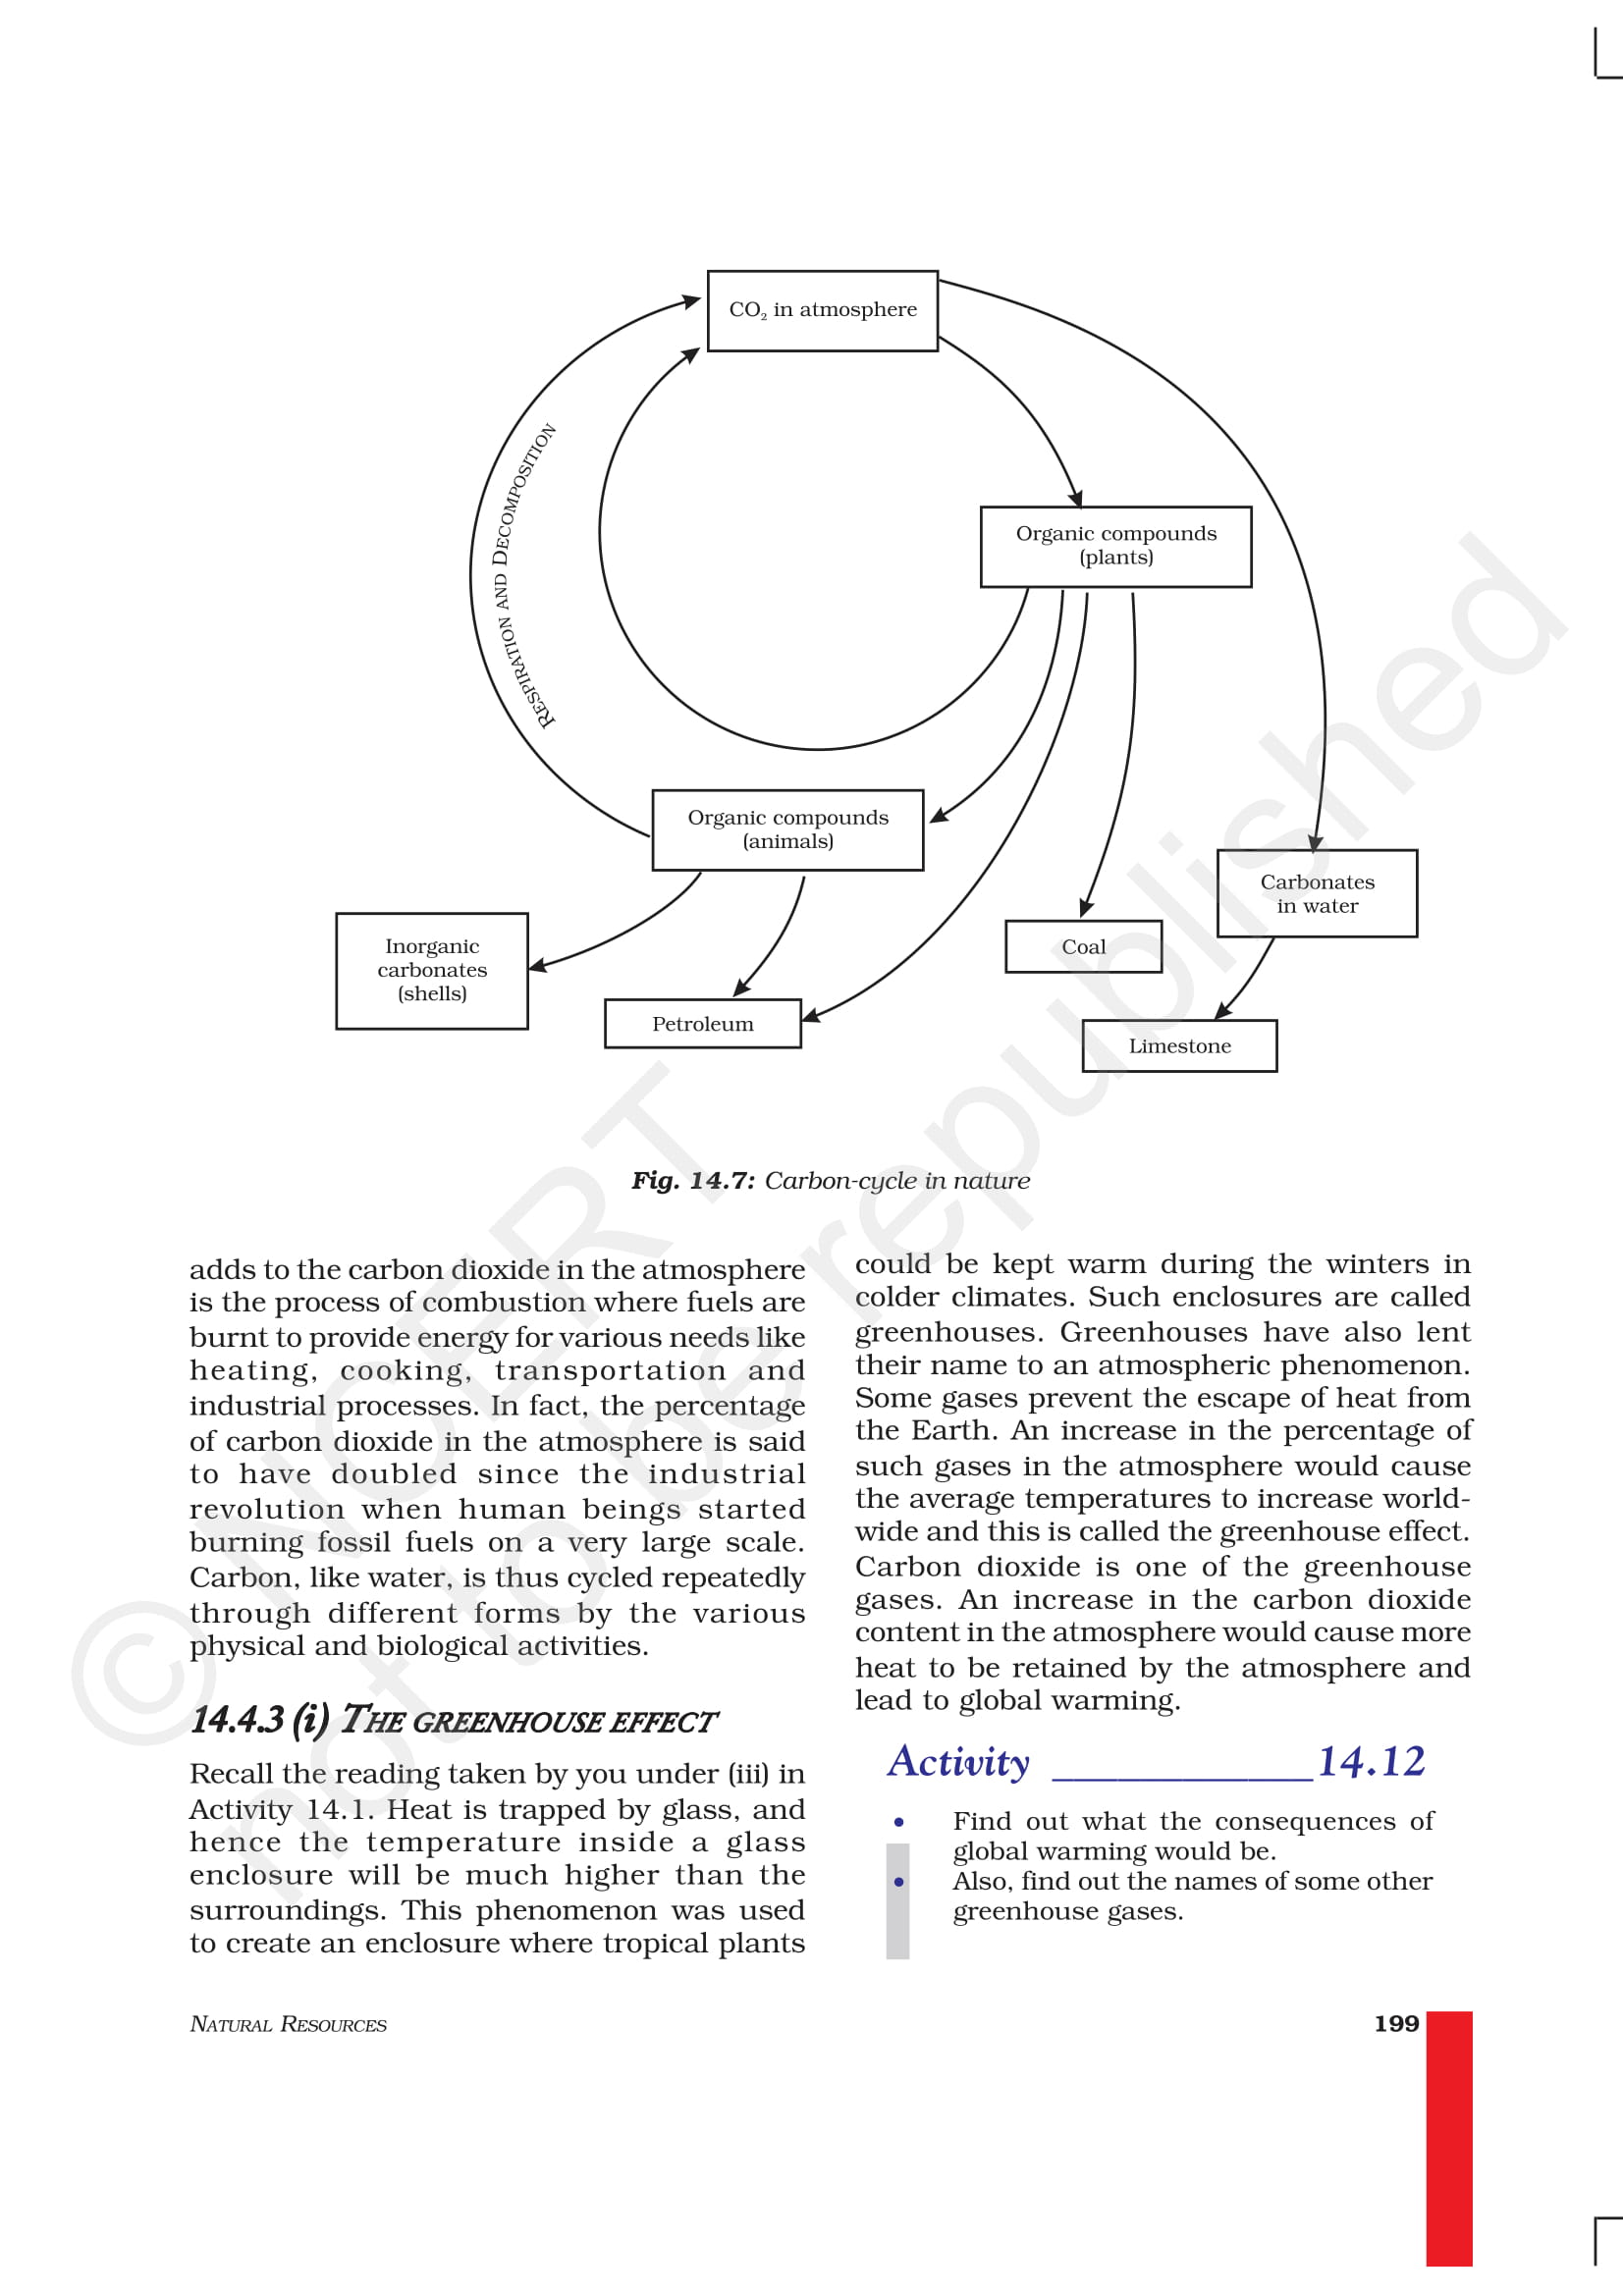 CO₂ in atmosphere
RESPIRATION AND DECOMPOSITION
Organic compounds
(plants)
Organic compounds
(animals)
Carbonates
in water
Inorganic
carbonates
(shells)
Coal
Petroleum
Limestone
Fig. 14.7: Carbon-cycle in nature
adds to the carbon dioxide in the atmosphere
is the process of combustion where fuels are
burnt to provide energy for various needs like
heating, cooking, transportation and
industrial processes. In fact, the percentage
of carbon dioxide in the atmosphere is said
to have doubled since the industrial
revolution when human beings started
burning fossil fuels on a very large scale.
Carbon, like water, is thus cycled repeatedly
through different forms by the various
physical and biological activities.
14.4.3 (i) THE GREENHOUSE EFFECT
Recall the reading taken by you under (iii) in
Activity 14.1. Heat is trapped by glass, and
hence the temperature inside a glass
enclosure will be much higher than the
surroundings. This phenomenon was used
to create an enclosure where tropical plants
could be kept warm during the winters in
colder climates. Such enclosures are called
greenhouses. Greenhouses have also lent
their name to an atmospheric phenomenon.
Some gases prevent the escape of heat from
the Earth. An increase in the percentage of
such gases in the atmosphere would cause
the average temperatures to increase world-
wide and this is called the greenhouse effect.
Carbon dioxide is one of the greenhouse
gases. An increase in the carbon dioxide
content in the atmosphere would cause more
heat to be retained by the atmosphere and
lead to global warming.
Activity ____________14.12
• Find out what the consequences of
global warming would be.
• Also, find out the names of some other
greenhouse gases.
NATURAL RESOURCES
199
© NCERT
not to be republished